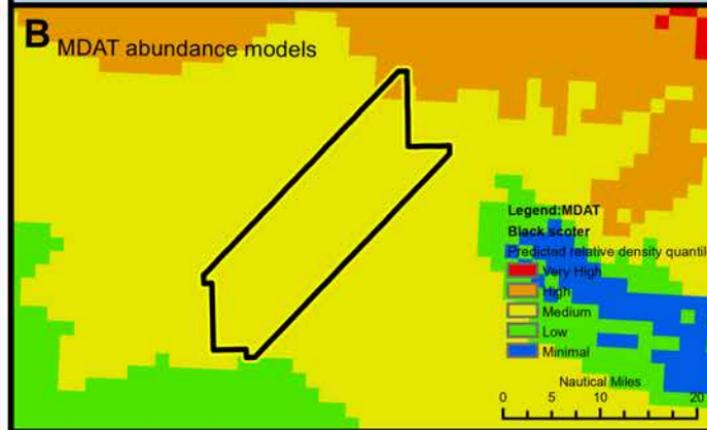 B MDAT abundance models
Legend:MDAT
Black scoter
Predicted relative density quantil
Very High
High
Medium
Low
Minimal
Nautical Miles
0 5 10 20